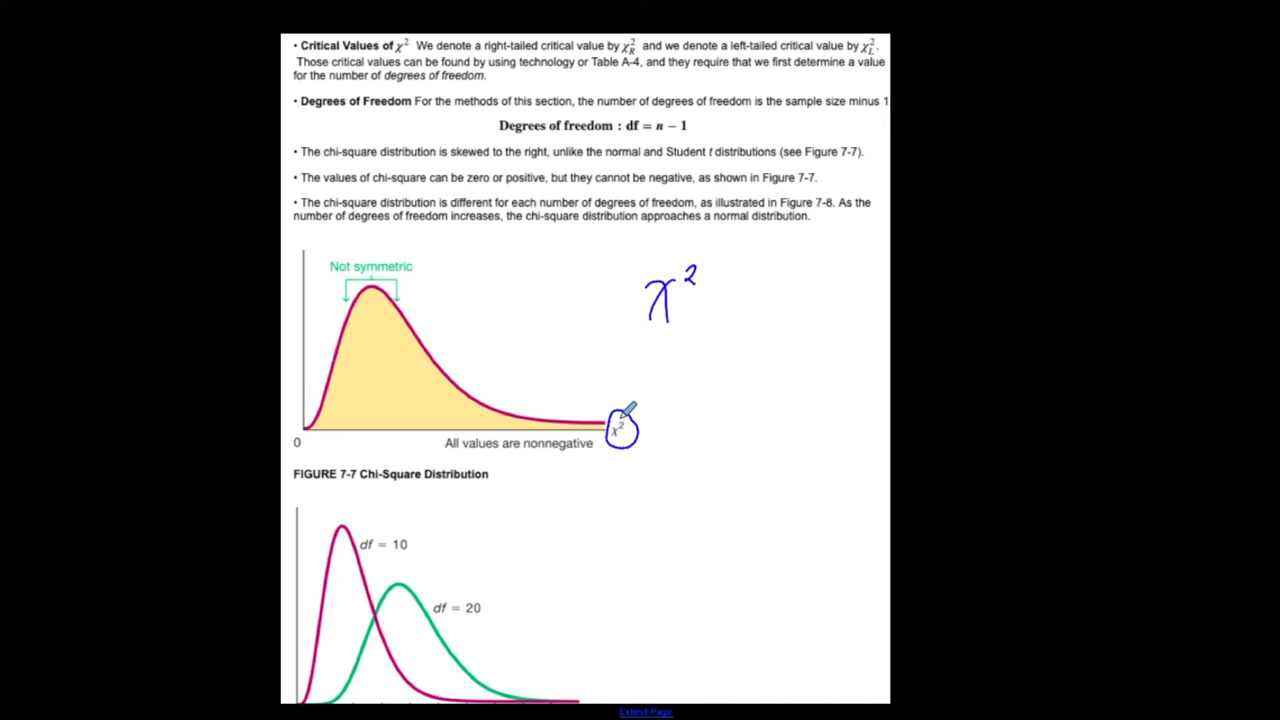 • Critical Values of χ² We denote a right-tailed critical value by χ²_R and we denote a left-tailed critical value by χ²_L.
Those critical values can be found by using technology or Table A-4, and they require that we first determine a value
for the number of degrees of freedom.
• Degrees of Freedom For the methods of this section, the number of degrees of freedom is the sample size minus 1
Degrees of freedom : df = n − 1
• The chi-square distribution is skewed to the right, unlike the normal and Student t distributions (see Figure 7-7).
• The values of chi-square can be zero or positive, but they cannot be negative, as shown in Figure 7-7.
• The chi-square distribution is different for each number of degrees of freedom, as illustrated in Figure 7-8. As the
number of degrees of freedom increases, the chi-square distribution approaches a normal distribution.
Not symmetric
χ²
χ²
0
All values are nonnegative
FIGURE 7-7 Chi-Square Distribution
df = 10
df = 20
Extend Page